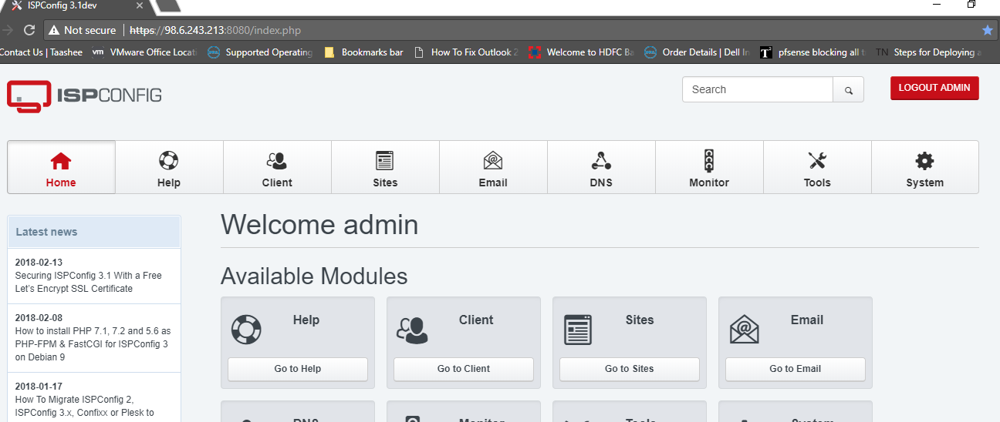 ISPConfig 3.1dev
Not secure | https://98.6.243.213:8080/index.php
Contact Us | Taashee
vm VMware Office Locati
Supported Operating
Bookmarks bar
How To Fix Outlook 2
Welcome to HDFC Ba
Order Details | Dell In
T pfsense blocking all t
TN Steps for Deploying a
ISPCONFIG
Search
LOGOUT ADMIN
Home
Help
Client
Sites
Email
DNS
Monitor
Tools
System
Latest news
2018-02-13
Securing ISPConfig 3.1 With a Free
Let's Encrypt SSL Certificate
2018-02-08
How to install PHP 7.1, 7.2 and 5.6 as
PHP-FPM & FastCGI for ISPConfig 3
on Debian 9
2018-01-17
How To Migrate ISPConfig 2,
ISPConfig 3.x, Confixx or Plesk to
Welcome admin
Available Modules
Help
Go to Help
Client
Go to Client
Sites
Go to Sites
Email
Go to Email
DNS
Monitor
Tools
System